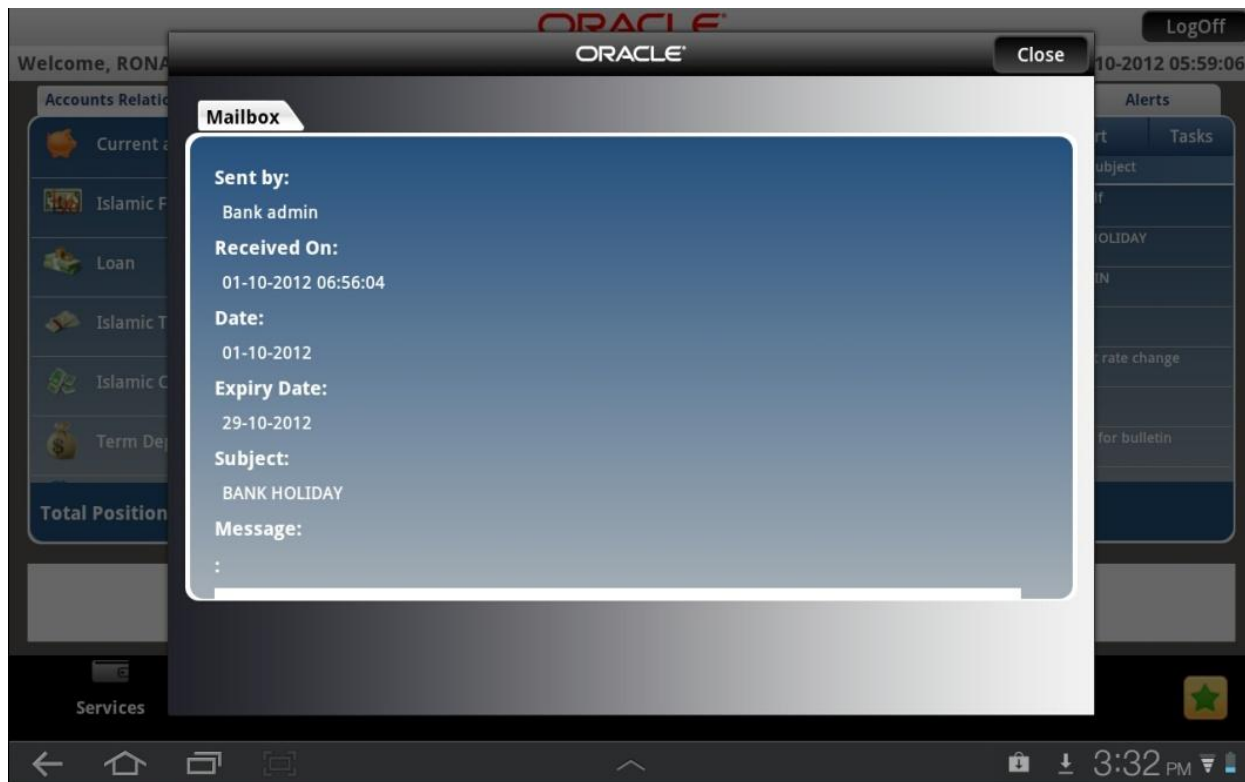 ORACLE
LogOff
Welcome, RONA
10-2012 05:59:06
ORACLE
Close
Accounts Relatio
Alerts
Mailbox
Current a
rt
Tasks
ubject
Sent by:
Bank admin
Islamic F
lf
Received On:
OLIDAY
Loan
01-10-2012 06:56:04
IN
Date:
Islamic T
01-10-2012
rate change
Islamic C
Expiry Date:
29-10-2012
Term Dep
for bulletin
Subject:
BANK HOLIDAY
Total Position
Message:
:
Services
3:32 PM